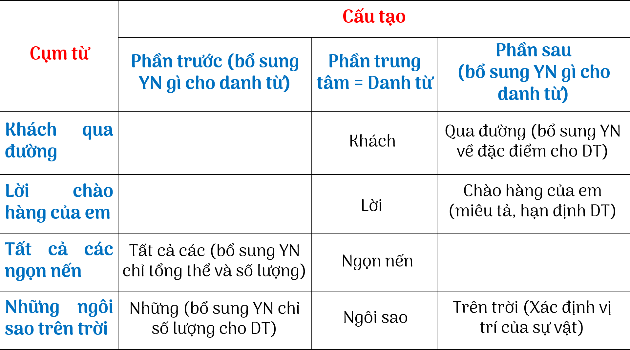 Cụm từ
Cấu tạo
Phần trước (bổ sung
YN gì cho danh từ)
Phần trung
tâm = Danh từ
Phần sau
(bổ sung YN gì cho
danh từ)
Khách qua
đường
Khách
Qua đường (bổ sung YN
về đặc điểm cho DT)
Lời chào
hàng của em
Lời
Chào hàng của em
(miêu tả, hạn định DT)
Tất cả các
ngọn nến
Tất cả các (bổ sung YN
chỉ tổng thể và số lượng)
Ngọn nến
Những ngôi
sao trên trời
Những (bổ sung YN chỉ
số lượng cho DT)
Ngôi sao
Trên trời (Xác định vị
trí của sự vật)